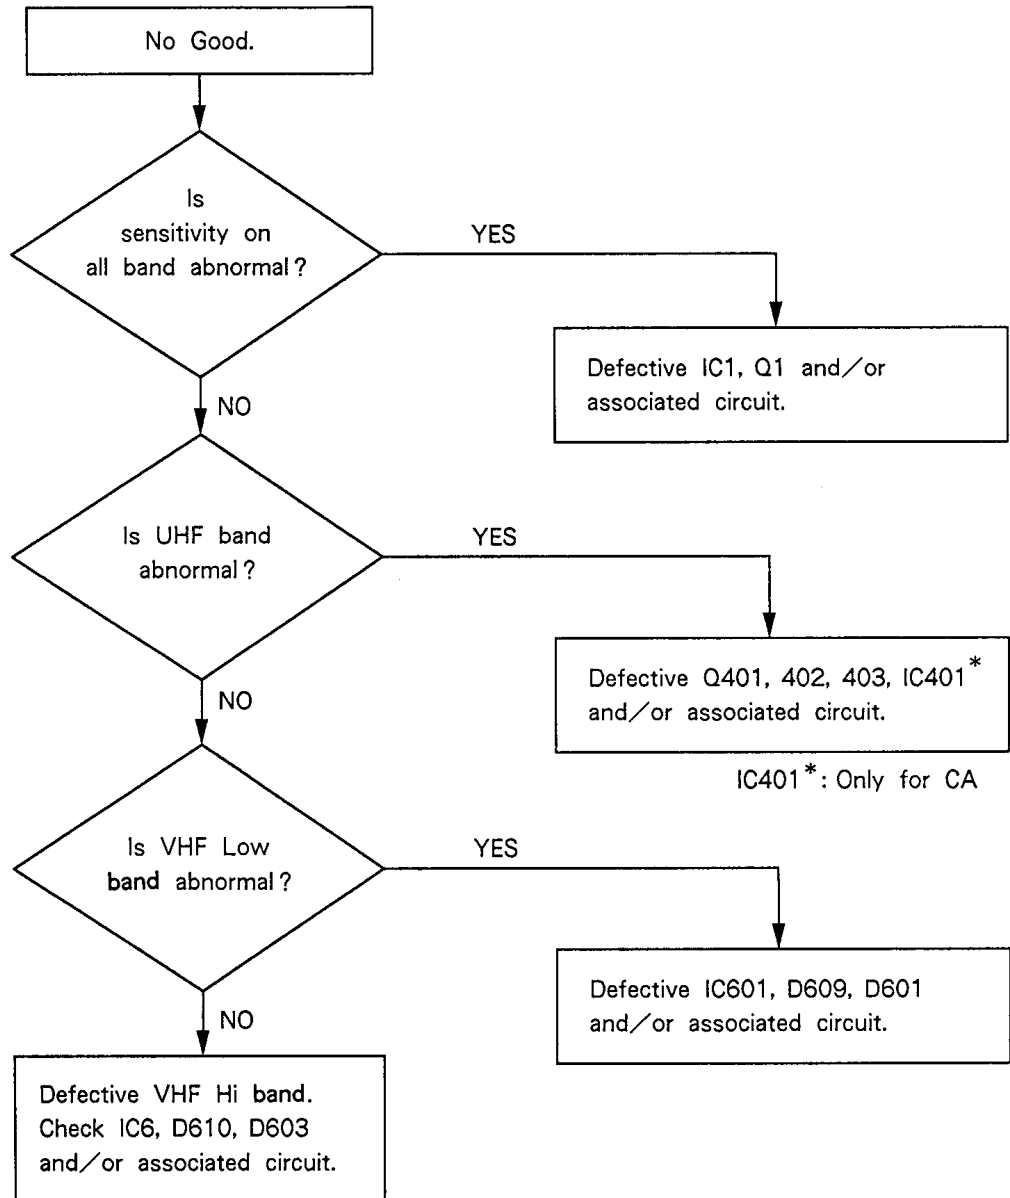 No Good.
Is
sensitivity on
all band abnormal?
YES
Defective IC1, Q1 and/or
associated circuit.
NO
Is UHF band
abnormal?
YES
Defective Q401, 402, 403, IC401*
and/or associated circuit.
IC401*: Only for CA
NO
Is VHF Low
band abnormal?
YES
Defective IC601, D609, D601
and/or associated circuit.
NO
Defective VHF Hi band.
Check IC6, D610, D603
and/or associated circuit.